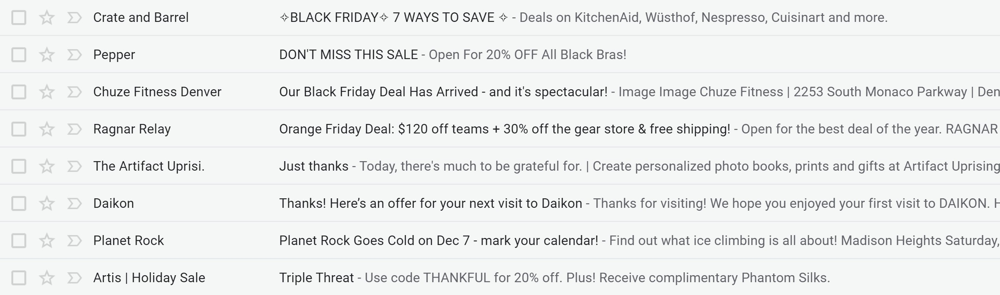 Crate and Barrel ✧BLACK FRIDAY✧ 7 WAYS TO SAVE ✧ - Deals on KitchenAid, Wüsthof, Nespresso, Cuisinart and more.
Pepper DON'T MISS THIS SALE - Open For 20% OFF All Black Bras!
Chuze Fitness Denver Our Black Friday Deal Has Arrived - and it's spectacular! - Image Image Chuze Fitness | 2253 South Monaco Parkway | Den
Ragnar Relay Orange Friday Deal: $120 off teams + 30% off the gear store & free shipping! - Open for the best deal of the year. RAGNAR
The Artifact Uprisi. Just thanks - Today, there's much to be grateful for. | Create personalized photo books, prints and gifts at Artifact Uprising
Daikon Thanks! Here’s an offer for your next visit to Daikon - Thanks for visiting! We hope you enjoyed your first visit to DAIKON. H
Planet Rock Planet Rock Goes Cold on Dec 7 - mark your calendar! - Find out what ice climbing is all about! Madison Heights Saturday,
Artis | Holiday Sale Triple Threat - Use code THANKFUL for 20% off. Plus! Receive complimentary Phantom Silks.